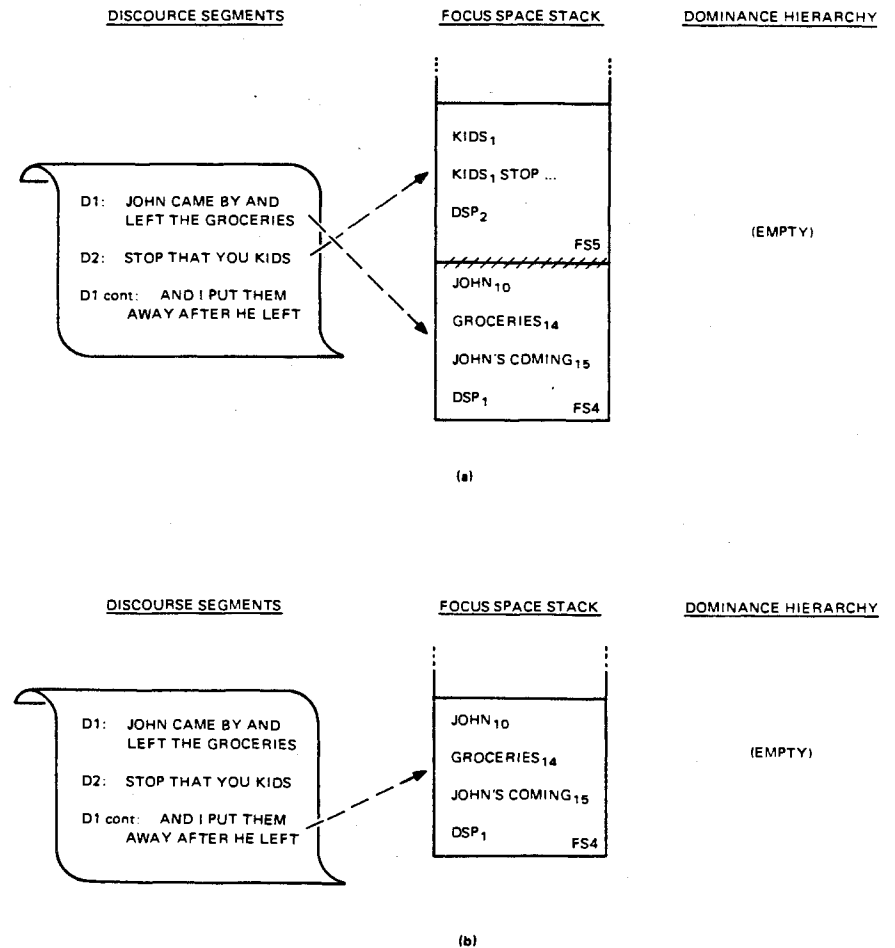 DISCOURCE SEGMENTS
FOCUS SPACE STACK
DOMINANCE HIERARCHY
D1: JOHN CAME BY AND
LEFT THE GROCERIES
D2: STOP THAT YOU KIDS
D1 cont: AND I PUT THEM
AWAY AFTER HE LEFT
KIDS1
KIDS1 STOP ...
DSP2
FS5
JOHN10
GROCERIES14
JOHN'S COMING15
DSP1
FS4
(EMPTY)
(a)
DISCOURSE SEGMENTS
FOCUS SPACE STACK
DOMINANCE HIERARCHY
D1: JOHN CAME BY AND
LEFT THE GROCERIES
D2: STOP THAT YOU KIDS
D1 cont: AND I PUT THEM
AWAY AFTER HE LEFT
JOHN10
GROCERIES14
JOHN'S COMING15
DSP1
FS4
(EMPTY)
(b)